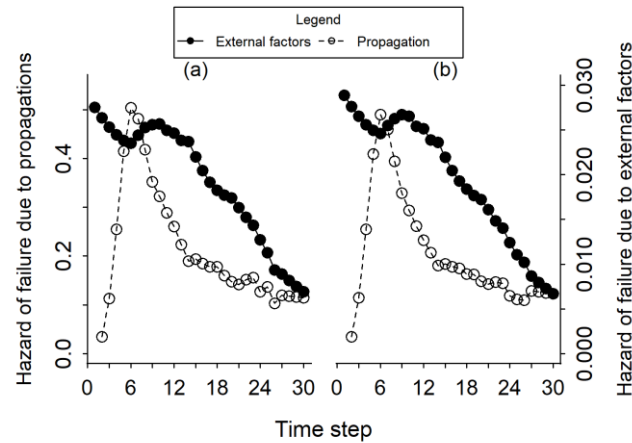 Legend
External factors Propagation
(a)
(b)
Hazard of failure due to propagations
0.0 0.2 0.4
0 6 12 18 24 30
0 6 12 18 24 30
0.000 0.010 0.020 0.030
Hazard of failure due to external factors
Time step